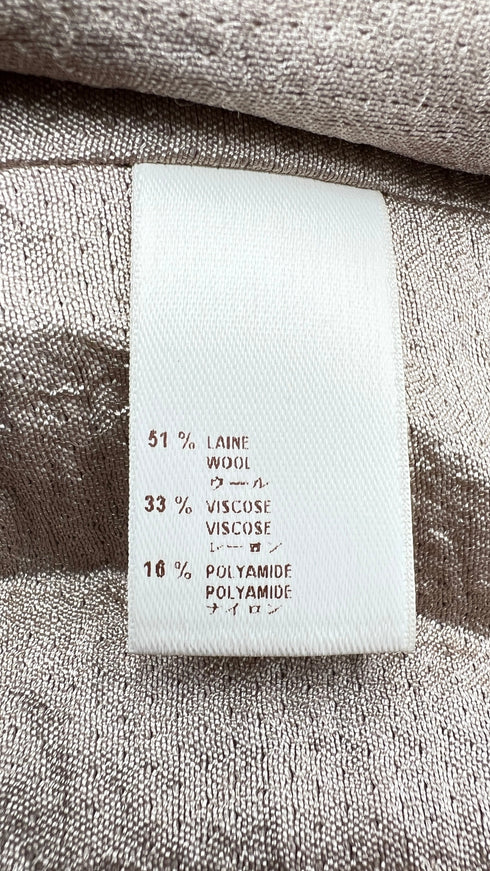 51 % LAINE
WOOL
ウール
33 % VISCOSE
VISCOSE
レーヨン
16 % POLYAMIDE
POLYAMIDE
ナイロン